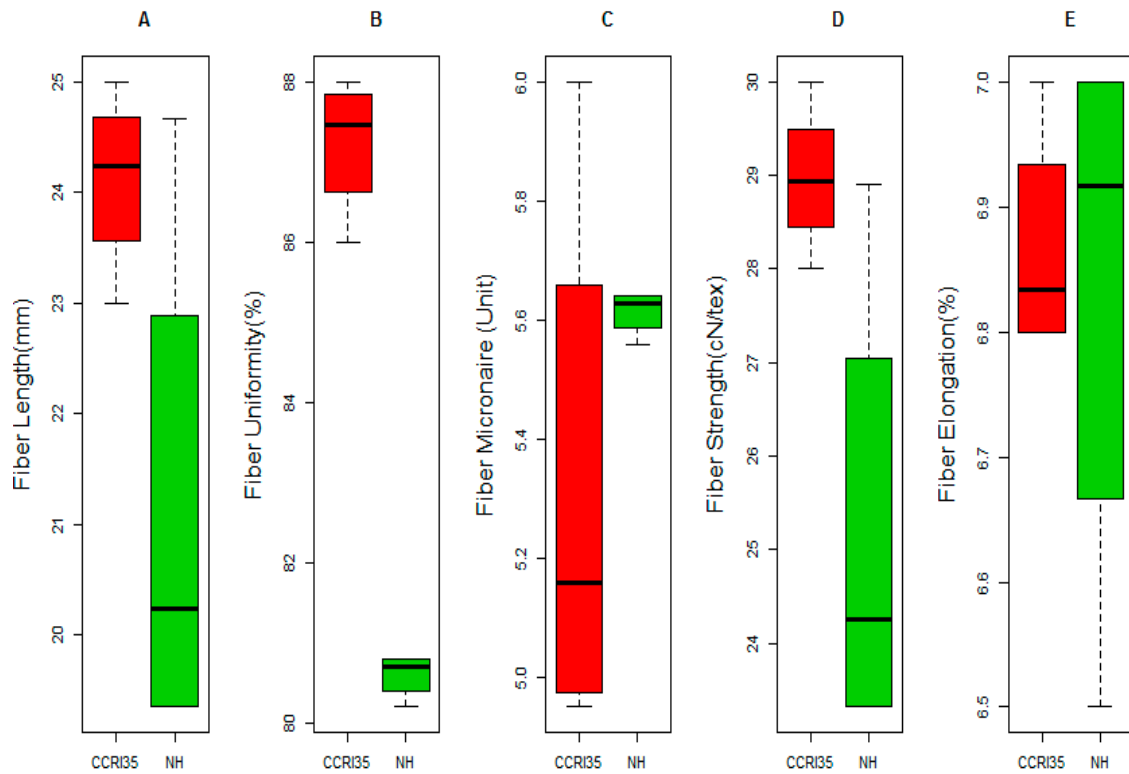 A B C D E
Fiber Length(mm)
25
24
23
22
21
20
CCRI35 NH
Fiber Uniformity(%)
88
86
84
82
80
CCRI35 NH
Fiber Micronaire (Unit)
6.0
5.8
5.6
5.4
5.2
5.0
CCRI35 NH
Fiber Strength(cN/tex)
30
29
28
27
26
25
24
CCRI35 NH
Fiber Elongation(%)
7.0
6.9
6.8
6.7
6.6
6.5
CCRI35 NH